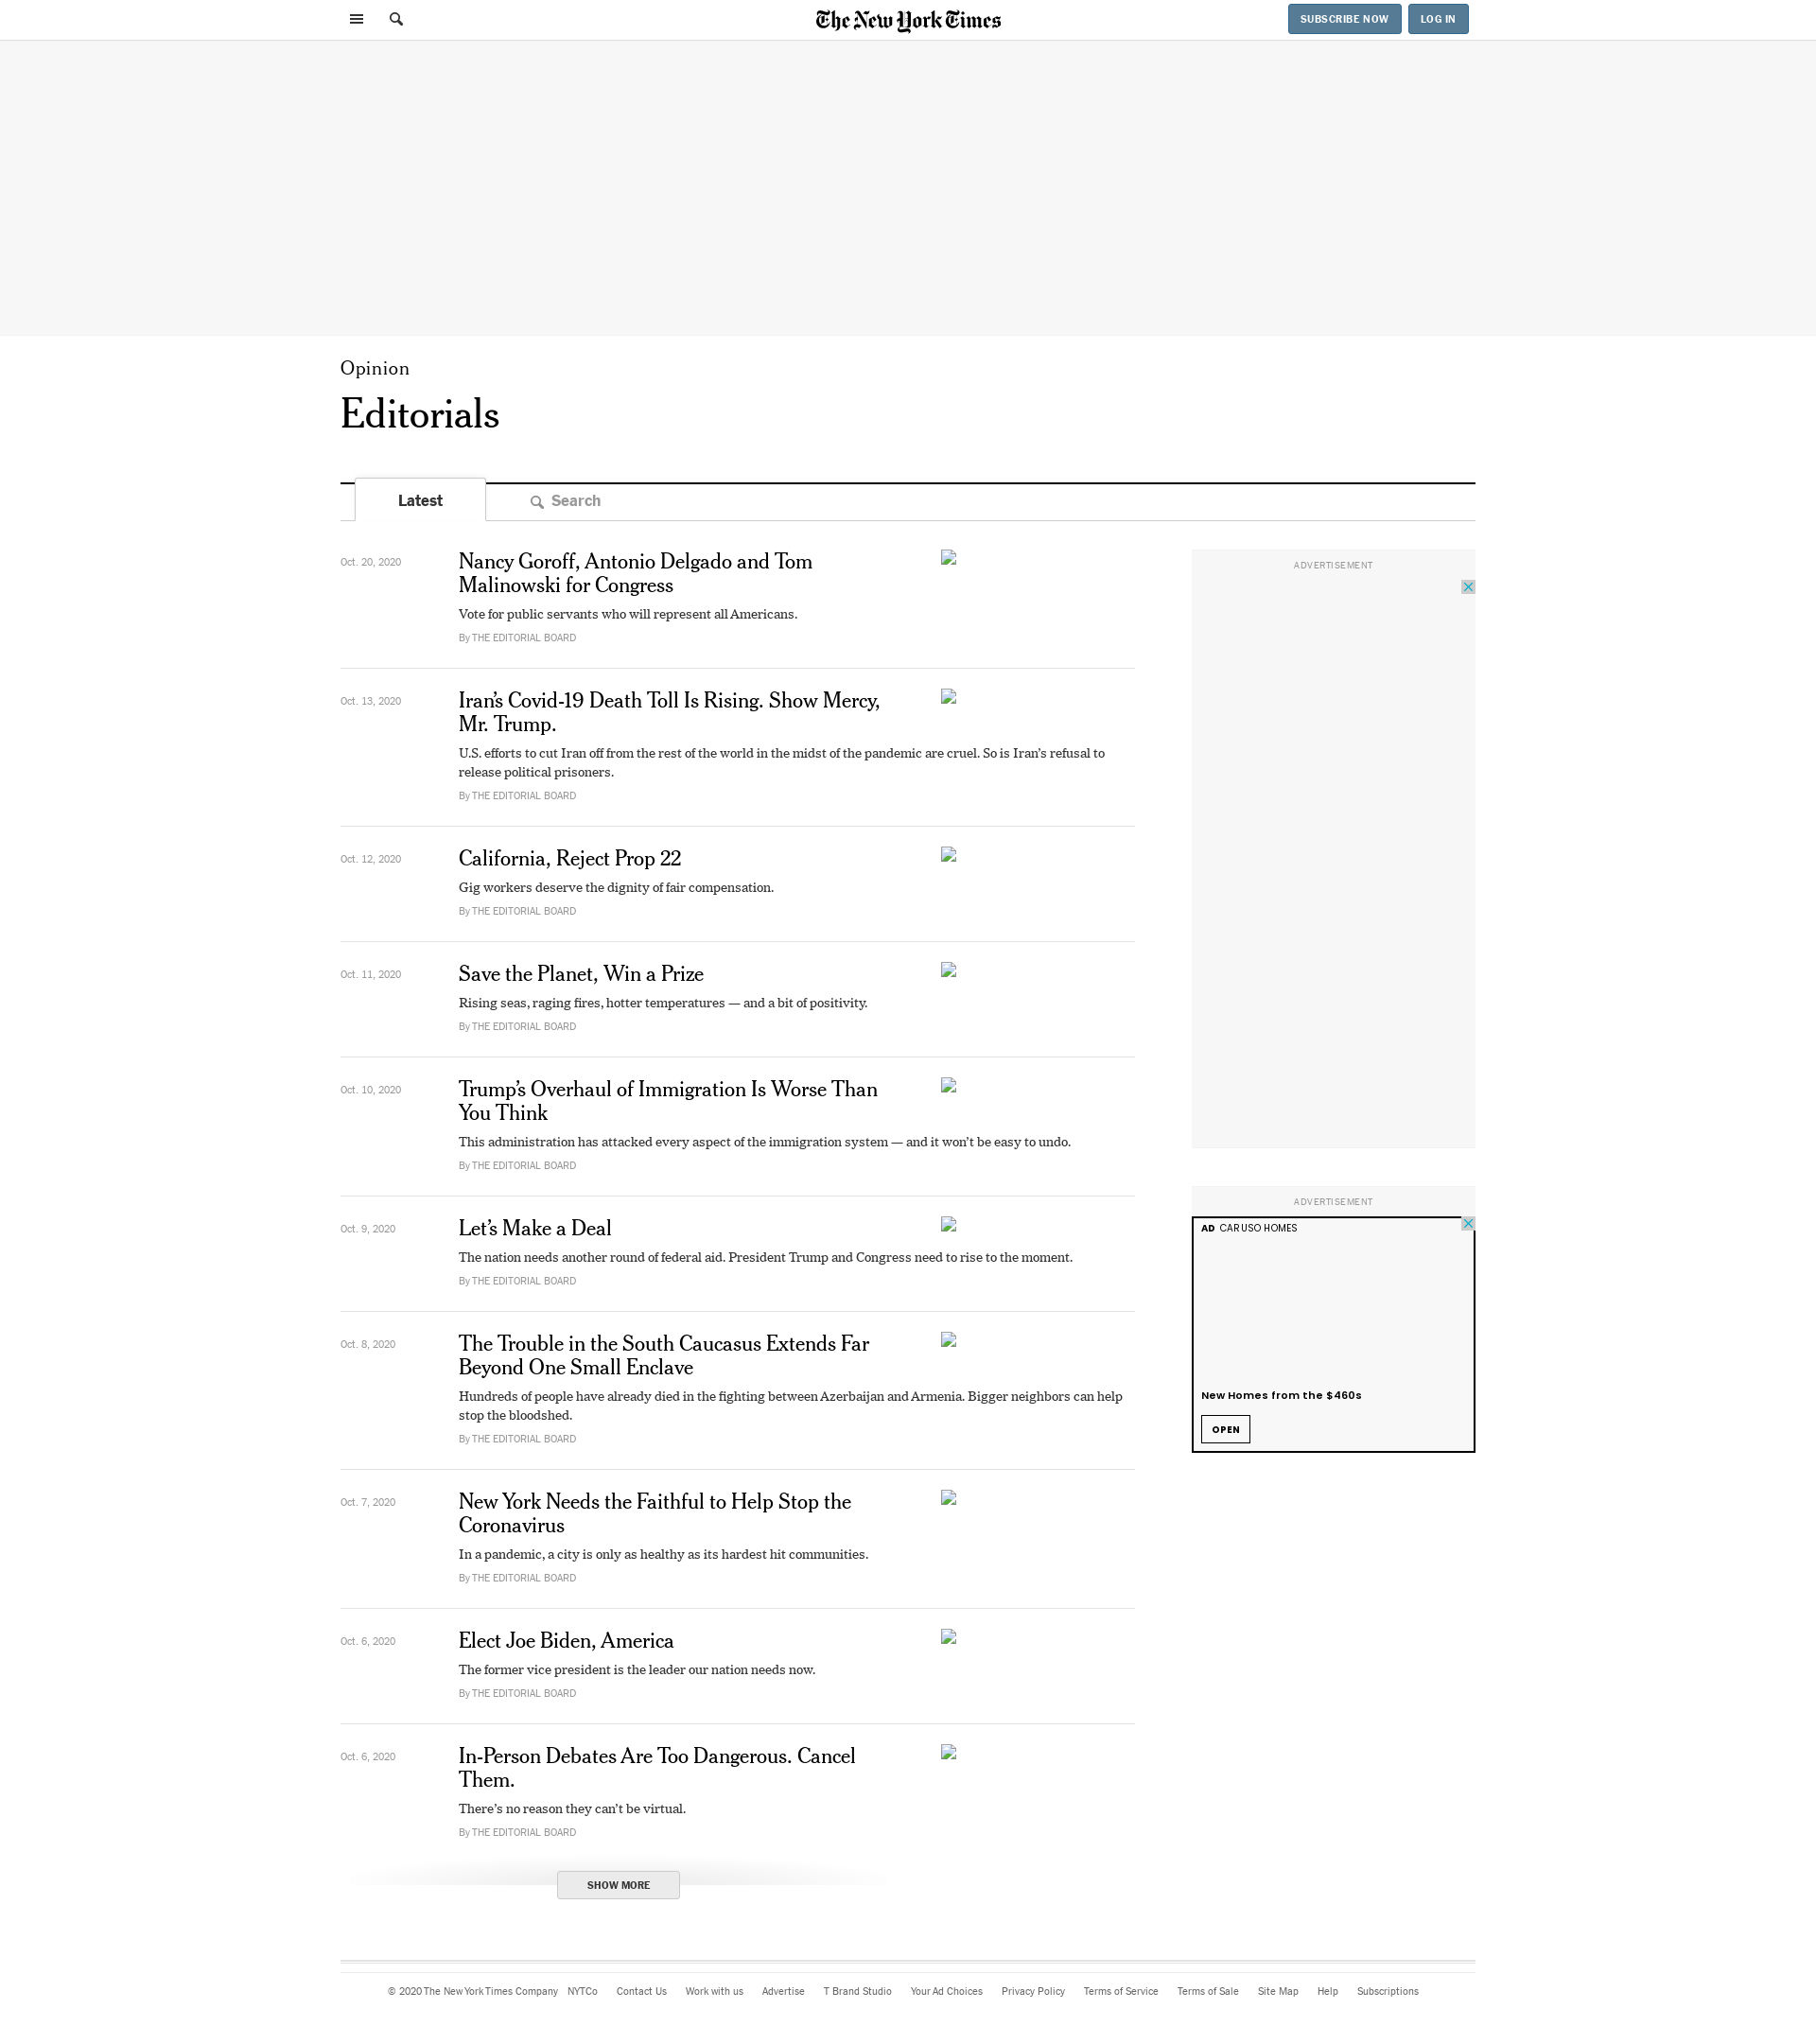 The New York Times
SUBSCRIBE NOW
LOG IN
Opinion
Editorials
Latest
Search
Oct. 20, 2020
Nancy Goroff, Antonio Delgado and Tom
Malinowski for Congress
Vote for public servants who will represent all Americans.
By THE EDITORIAL BOARD
Oct. 13, 2020
Iran’s Covid-19 Death Toll Is Rising. Show Mercy,
Mr. Trump.
U.S. efforts to cut Iran off from the rest of the world in the midst of the pandemic are cruel. So is Iran’s refusal to
release political prisoners.
By THE EDITORIAL BOARD
Oct. 12, 2020
California, Reject Prop 22
Gig workers deserve the dignity of fair compensation.
By THE EDITORIAL BOARD
Oct. 11, 2020
Save the Planet, Win a Prize
Rising seas, raging fires, hotter temperatures — and a bit of positivity.
By THE EDITORIAL BOARD
Oct. 10, 2020
Trump’s Overhaul of Immigration Is Worse Than
You Think
This administration has attacked every aspect of the immigration system — and it won’t be easy to undo.
By THE EDITORIAL BOARD
Oct. 9, 2020
Let’s Make a Deal
The nation needs another round of federal aid. President Trump and Congress need to rise to the moment.
By THE EDITORIAL BOARD
Oct. 8, 2020
The Trouble in the South Caucasus Extends Far
Beyond One Small Enclave
Hundreds of people have already died in the fighting between Azerbaijan and Armenia. Bigger neighbors can help
stop the bloodshed.
By THE EDITORIAL BOARD
Oct. 7, 2020
New York Needs the Faithful to Help Stop the
Coronavirus
In a pandemic, a city is only as healthy as its hardest hit communities.
By THE EDITORIAL BOARD
Oct. 6, 2020
Elect Joe Biden, America
The former vice president is the leader our nation needs now.
By THE EDITORIAL BOARD
Oct. 6, 2020
In-Person Debates Are Too Dangerous. Cancel
Them.
There’s no reason they can’t be virtual.
By THE EDITORIAL BOARD
SHOW MORE
ADVERTISEMENT
ADVERTISEMENT
AD CARUSO HOMES
New Homes from the $460s
OPEN
© 2020 The New York Times Company NYTCo Contact Us Work with us Advertise T Brand Studio Your Ad Choices Privacy Policy Terms of Service Terms of Sale Site Map Help Subscriptions